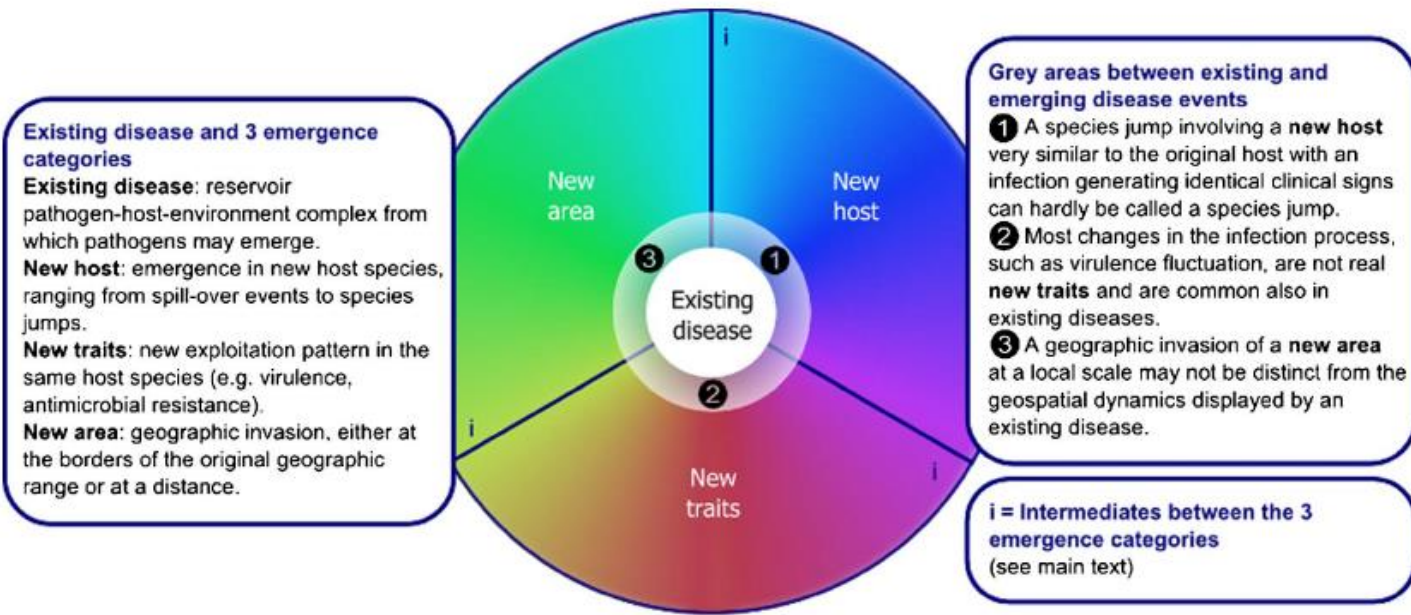 Existing disease and 3 emergence
categories
Existing disease: reservoir
pathogen-host-environment complex from
which pathogens may emerge.
New host: emergence in new host species,
ranging from spill-over events to species
jumps.
New traits: new exploitation pattern in the
same host species (e.g. virulence,
antimicrobial resistance).
New area: geographic invasion, either at
the borders of the original geographic
range or at a distance.
i
New
area
New
host
3
1
Existing
disease
2
i
i
New
traits
Grey areas between existing and
emerging disease events
1 A species jump involving a new host
very similar to the original host with an
infection generating identical clinical signs
can hardly be called a species jump.
2 Most changes in the infection process,
such as virulence fluctuation, are not real
new traits and are common also in
existing diseases.
3 A geographic invasion of a new area
at a local scale may not be distinct from the
geospatial dynamics displayed by an
existing disease.
i = Intermediates between the 3
emergence categories
(see main text)